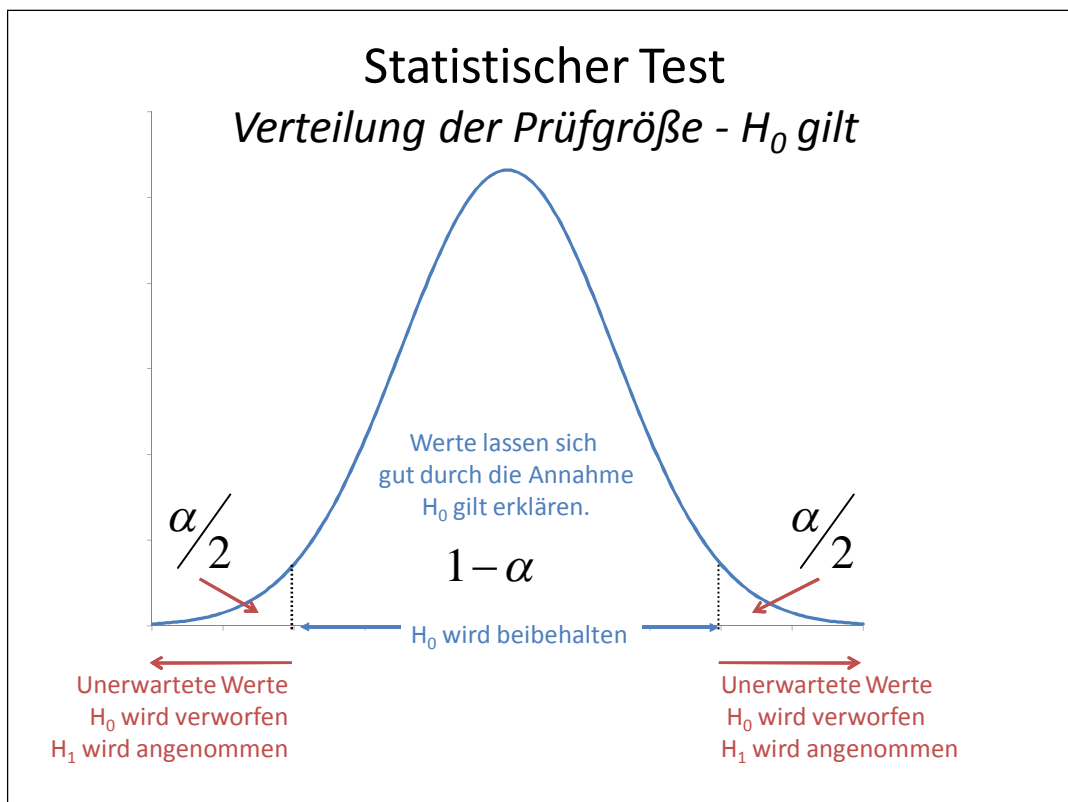 Statistischer Test
Verteilung der Prüfgröße - H₀ gilt
Werte lassen sich
gut durch die Annahme
H₀ gilt erklären.
α/2
1−α
α/2
H₀ wird beibehalten
Unerwartete Werte
H₀ wird verworfen
H₁ wird angenommen
Unerwartete Werte
H₀ wird verworfen
H₁ wird angenommen